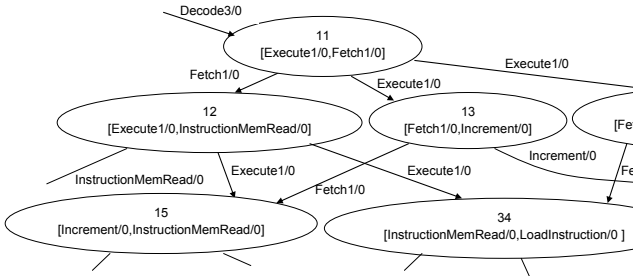 Decode3/0
11
[Execute1/0,Fetch1/0]
Execute1/0
Fetch1/0
Execute1/0
12
[Execute1/0,InstructionMemRead/0]
13
[Fetch1/0,Increment/0]
[Fe
Increment/0
Execute1/0
Execute1/0
Fe
InstructionMemRead/0
Fetch1/0
15
[Increment/0,InstructionMemRead/0]
34
[InstructionMemRead/0,LoadInstruction/0 ]